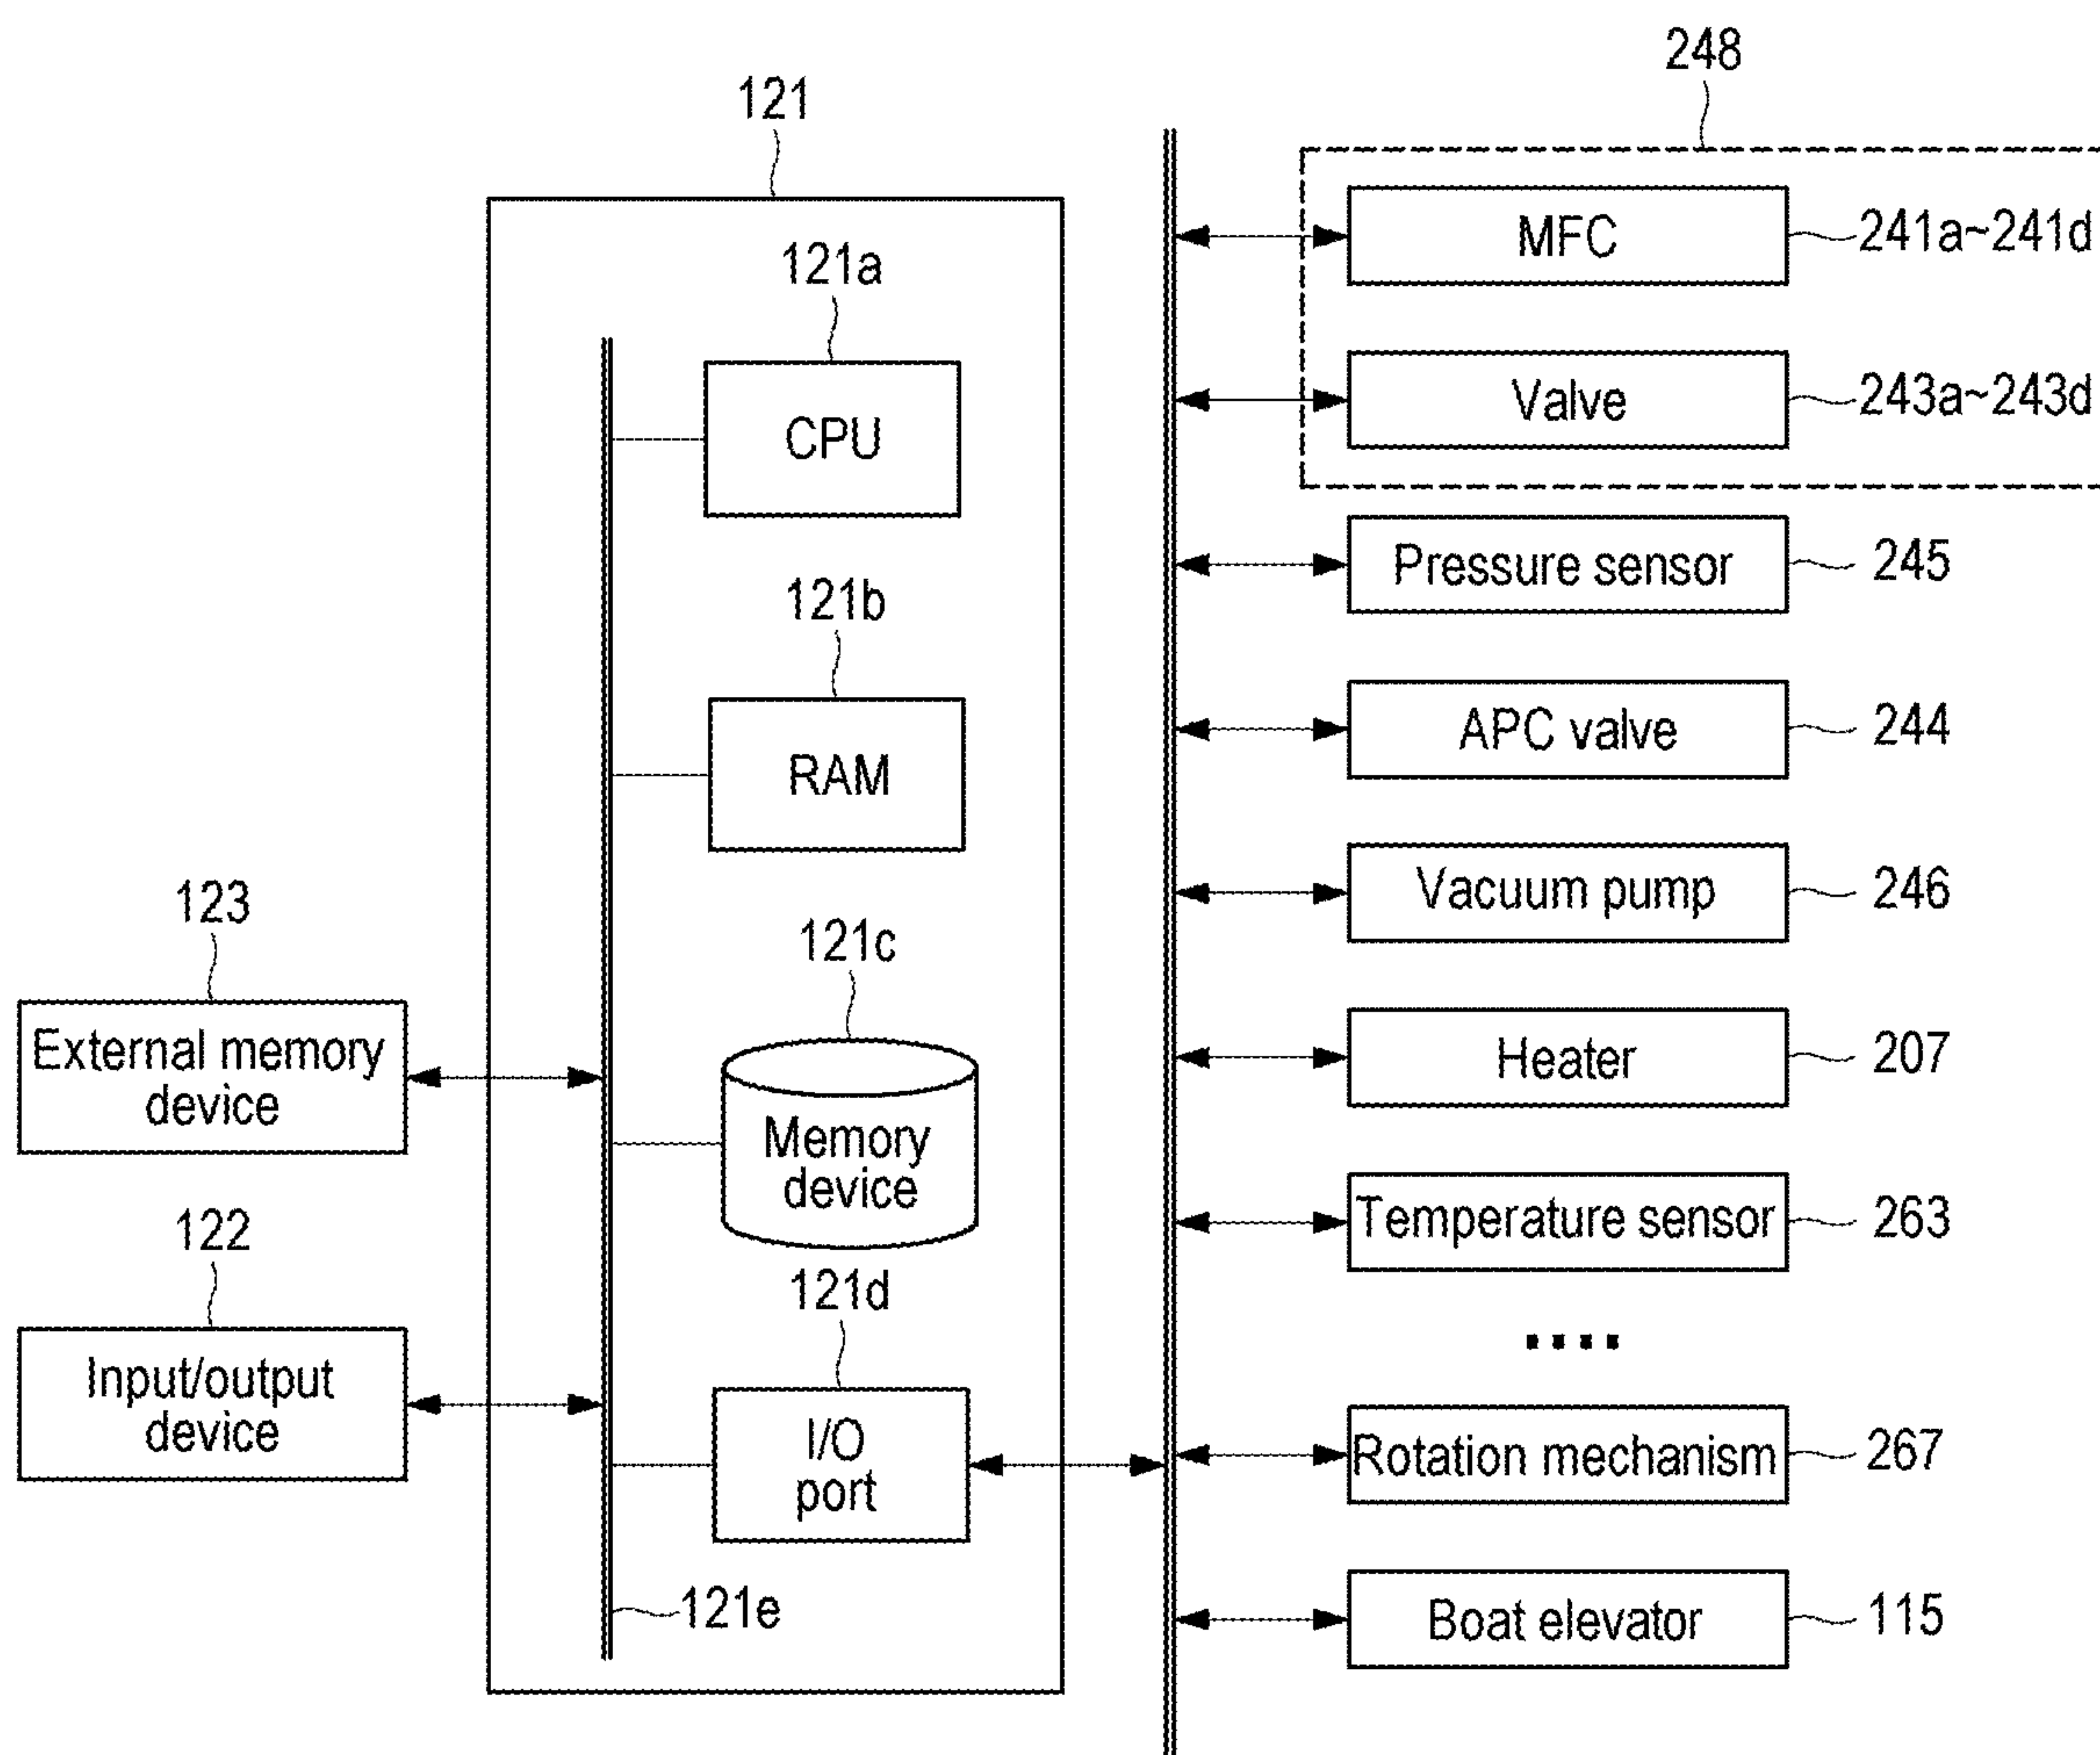 248
121
MFC
241a~241d
121a
CPU
Valve
243a~243d
Pressure sensor
245
121b
RAM
APC valve
244
Vacuum pump
246
123
External memory
device
121c
Memory
device
Heater
207
Temperature sensor
263
122
Input/output
device
121d
I/O
port
....
Rotation mechanism
267
121e
Boat elevator
115